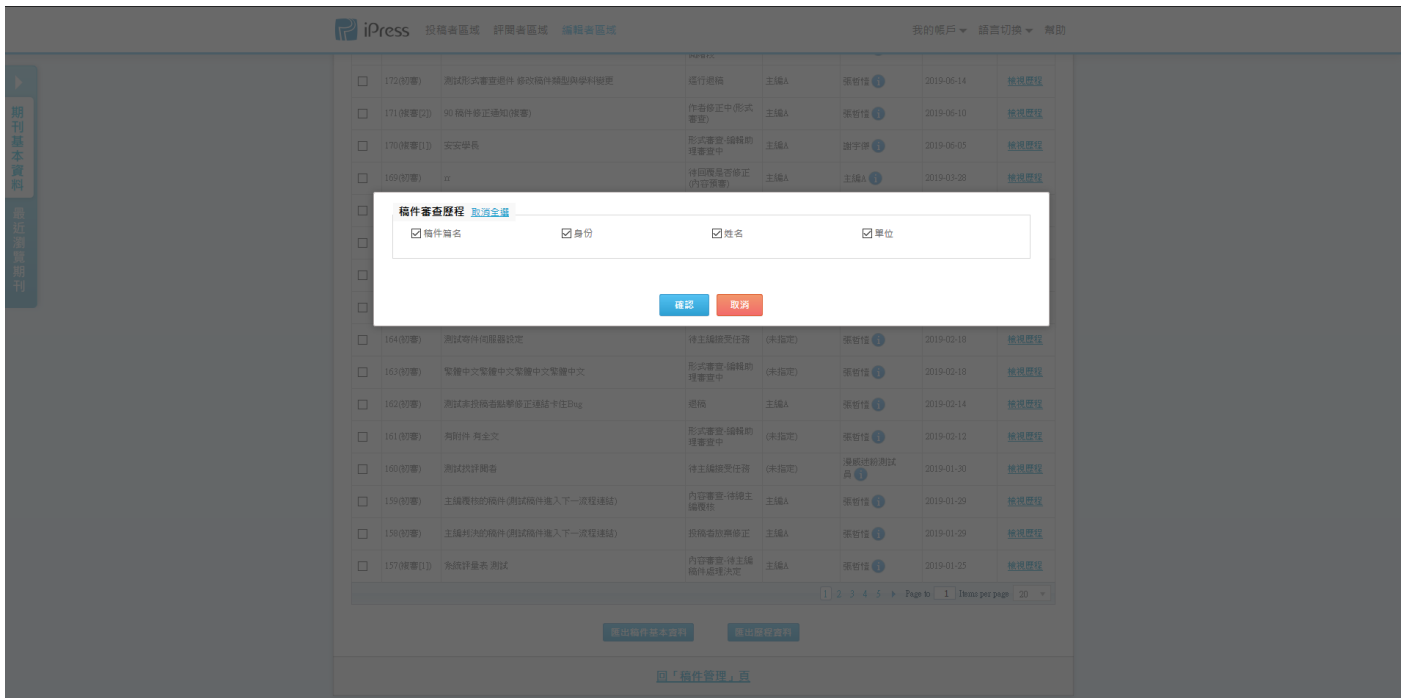 iPress 投稿者區域 評閱者區域 編輯者區域 我的帳戶 語言切換 幫助
期刊基本資料
最近瀏覽期刊
172(初審) 測試形式審查退件 修改稿件類型與學科變更 逕行退稿 主編A 張哲愷 2019-06-14 檢視歷程
171(複審[2]) 90 稿件修正通知(複審) 作者修正中(形式審查) 主編A 張哲愷 2019-06-10 檢視歷程
170(複審[1]) 安安學長 形式審查-編輯助理審查中 主編A 2019-06-05 檢視歷程
169(初審) 待回覆是否修正(內容預審) 主編A 主編A 2019-03-28 檢視歷程
稿件審查歷程 取消全選
稿件篇名 身份 姓名 單位
確認 取消
164(初審) 測試寄件伺服器設定 待主編接受任務 (未指定) 張哲愷 2019-02-18 檢視歷程
163(初審) 繁體中文繁體中文繁體中文繁體中文 形式審查-編輯助理審查中 (未指定) 張哲愷 2019-02-18 檢視歷程
162(初審) 測試非投稿者點擊修正連結卡住Bug 退稿 主編A 張哲愷 2019-02-14 檢視歷程
161(初審) 有附件 有全文 形式審查-編輯助理審查中 (未指定) 張哲愷 2019-02-12 檢視歷程
160(初審) 測試找評閱者 待主編接受任務 (未指定) 2019-01-30 檢視歷程
159(初審) 主編覆核的稿件(測試稿件進入下一流程連結) 內容審查-待總主編覆核 主編A 張哲愷 2019-01-29 檢視歷程
158(初審) 主編判決的稿件(測試稿件進入下一流程連結) 投稿者放棄修正 主編A 張哲愷 2019-01-29 檢視歷程
157(複審[1]) 無設評量表 測試 內容審查-待主編稿件處理決定 主編A 張哲愷 2019-01-25 檢視歷程
1 2 3 4 5 Page to 1 Items per page 20
匯出稿件基本資料 匯出歷程資料
回「稿件管理」頁